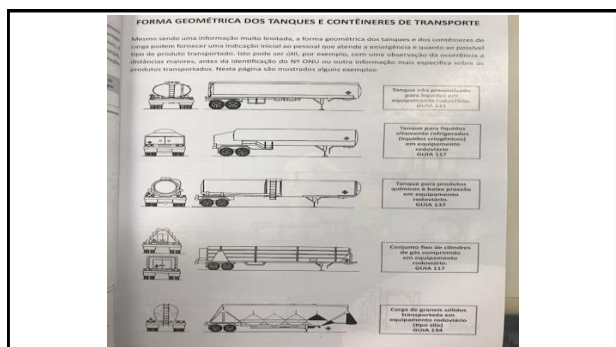 FORMA GEOMÉTRICA DOS TANQUES E CONTÊINERES DE TRANSPORTE
Mesmo sendo uma informação muito limitada, a forma geométrica dos tanques e dos contêineres de
carga podem fornecer uma indicação inicial ao pessoal que atende a emergência e quanto ao possível
tipo de produto transportado. Isto pode ser útil, por exemplo, com uma observação da ocorrência a
distâncias maiores, antes da identificação do Nº ONU ou outra informação mais específica sobre os
produtos transportados. Nesta página são mostrados alguns exemplos:
Tanque não pressurizado
para líquidos em
equipamento rodoviário
GUIA
Tanque para líquidos
altamente refrigerados
(líquidos criogênicos)
em equipamento
rodoviário
GUIA 117
Tanque para produtos
químicos à baixa pressão
em equipamento
rodoviário.
GUIA 137
Conjunto fixo de cilindros
de gás comprimido
em equipamento
rodoviário.
GUIA 117
Carga de granéis sólidos
transportada em
equipamento rodoviário
(tipo silo)
GUIA 134